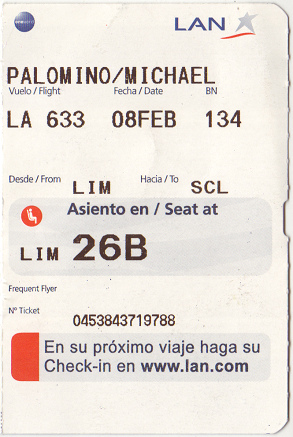 oneworld
LAN
PALOMINO/MICHAEL
Vuelo / Flight Fecha / Date BN
LA 633 08FEB 134
Desde / From LIM Hacia / To SCL
Asiento en / Seat at
LIM 26B
Frequent Flyer
Nº Ticket
0453843719788
En su próximo viaje haga su
Check-in en www.lan.com